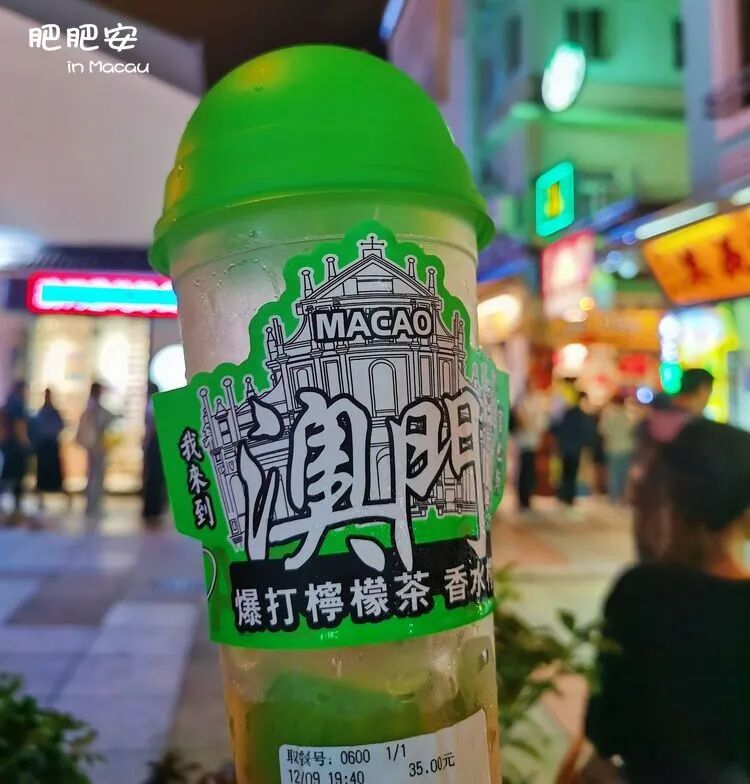 肥肥安
in Macau
MACAO
我來到
澳門
爆打檸檬茶 香水
取餐号: 0600 1/1
12/09 19:40 35.00元